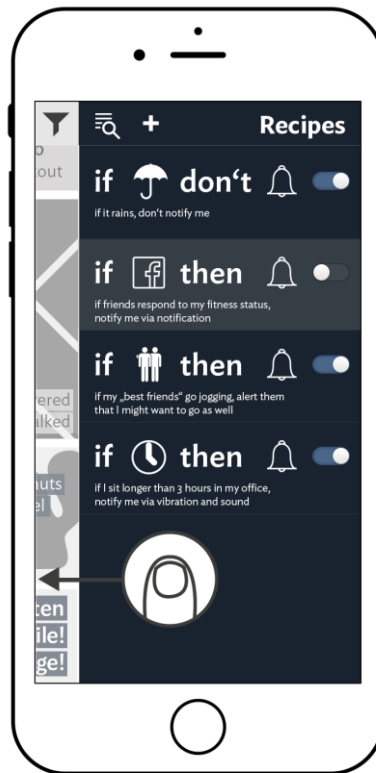 Recipes
if don't
if it rains, don't notify me
if then
if friends respond to my fitness status,
notify me via notification
if then
if my „best friends“ go jogging, alert them
that I might want to go as well
if then
if I sit longer than 3 hours in my office,
notify me via vibration and sound
out
ered
alked
nuts
el
ten
ile!
ge!